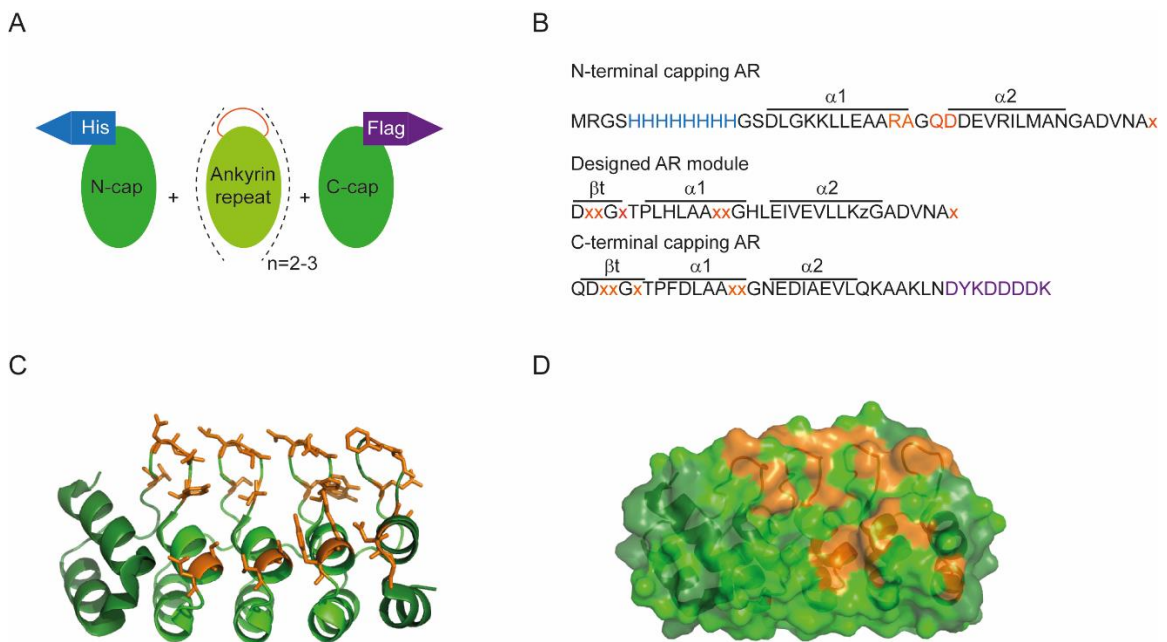 A
His
Flag
N-cap
+
Ankyrin
repeat
+
C-cap
n=2-3
B
N-terminal capping AR
α1 α2
MRGSHHHHHHHHGSDLGKKLLEAARAGQDDEVRILMANGADVNAx
Designed AR module
βt α1 α2
DxxGxTPLHLAAxxGHLEIVEVLLKzGADVNAx
C-terminal capping AR
βt α1 α2
QDxxGxTPFDLAAxxGNEDIAEVLQKAAKLNDYKDDDDK
C
D